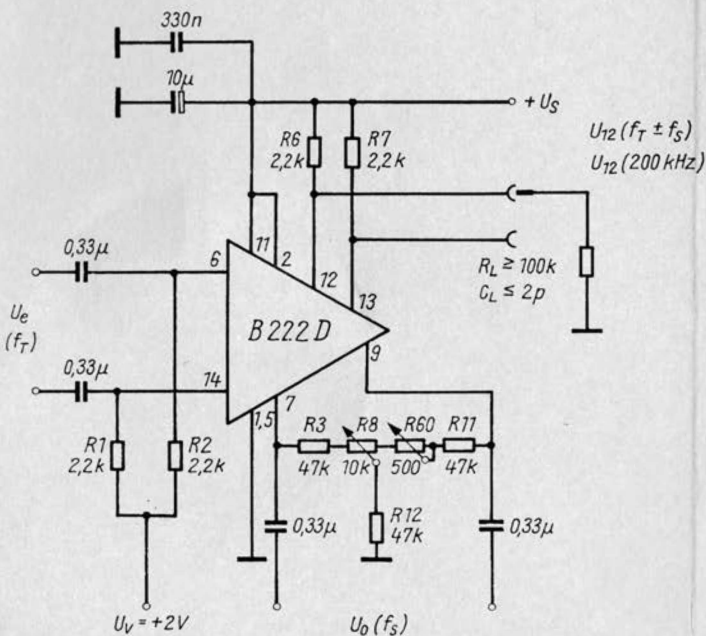 330n
10µ
+ U_S
R6
2,2k
R7
2,2k
U_12 (f_T ± f_S)
U_12 (200 kHz)
0,33µ
6
11
2
12
13
R_L ≥ 100k
C_L ≤ 2p
U_e
(f_T)
B 222 D
9
0,33µ
14
1,5
7
R1
2,2k
R2
2,2k
R3
47k
R8
10k
R60
500
R11
47k
R12
47k
0,33µ
0,33µ
U_V = +2V
U_0 (f_S)